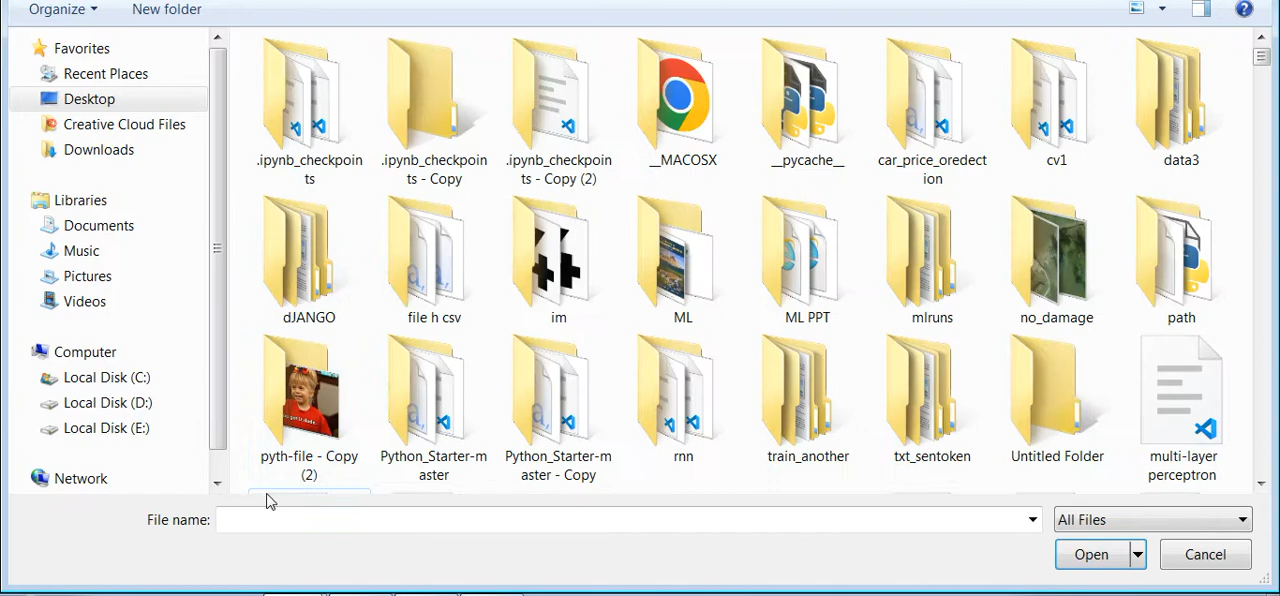 Organize
New folder
Favorites
Recent Places
Desktop
Creative Cloud Files
Downloads
Libraries
Documents
Music
Pictures
Videos
Computer
Local Disk (C:)
Local Disk (D:)
Local Disk (E:)
Network
.ipynb_checkpoin
ts
.ipynb_checkpoin
ts - Copy
.ipynb_checkpoin
ts - Copy (2)
__MACOSX
__pycache__
car_price_oredect
ion
cv1
data3
dJANGO
file h csv
im
ML
ML PPT
mlruns
no_damage
path
pyth-file - Copy
(2)
Python_Starter-m
aster
Python_Starter-m
aster - Copy
rnn
train_another
txt_sentoken
Untitled Folder
multi-layer
perceptron
File name:
All Files
Open
Cancel